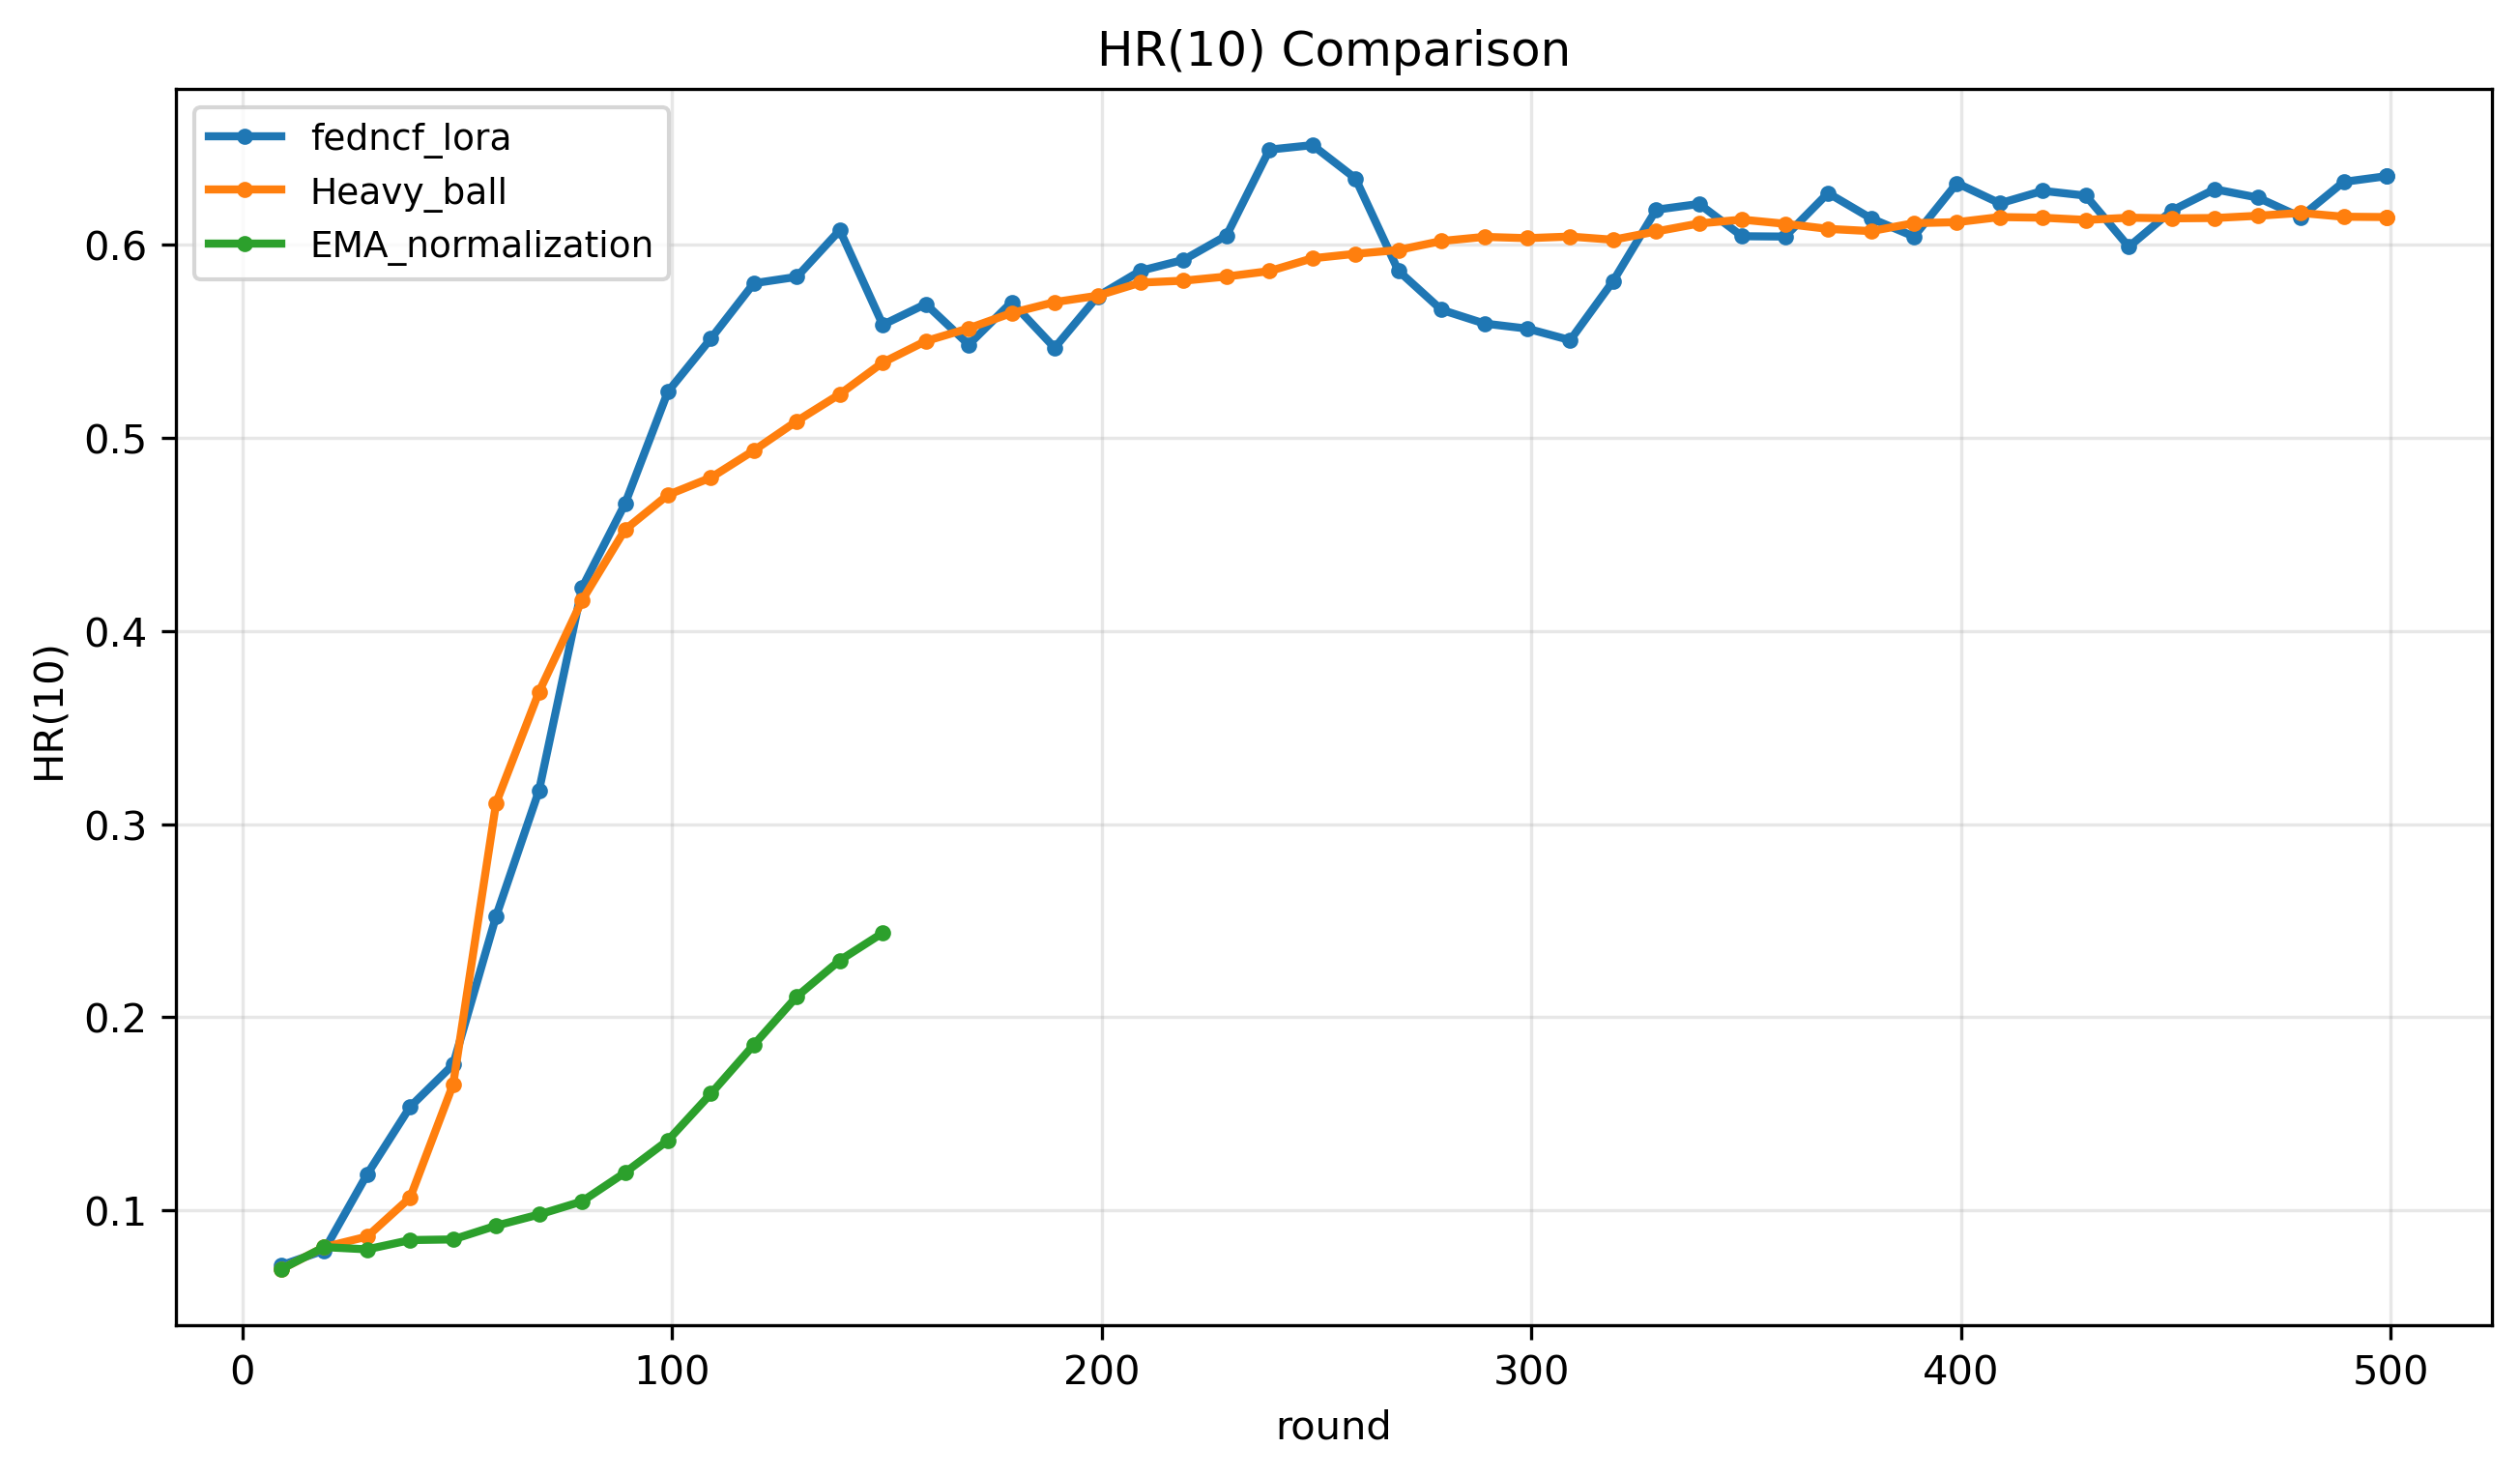 HR(10) Comparison
fedncf_lora
Heavy_ball
EMA_normalization
HR(10)
0.6
0.5
0.4
0.3
0.2
0.1
0 100 200 300 400 500
round